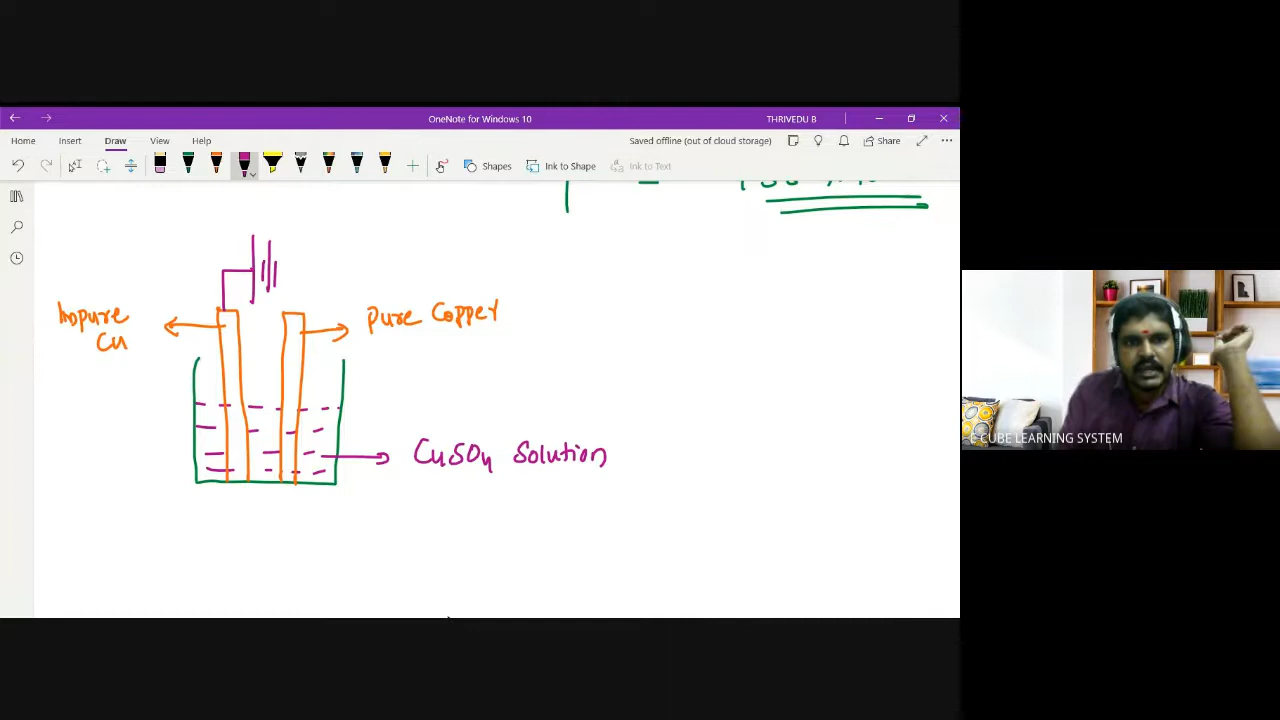 OneNote for Windows 10
THRIVEDU B
Home Insert Draw View Help
Saved offline (out of cloud storage)
Share
Shapes
Ink to Shape
Ink to Text
Impure
Cu
pure Copper
CuSO4 Solution
C CUBE LEARNING SYSTEM